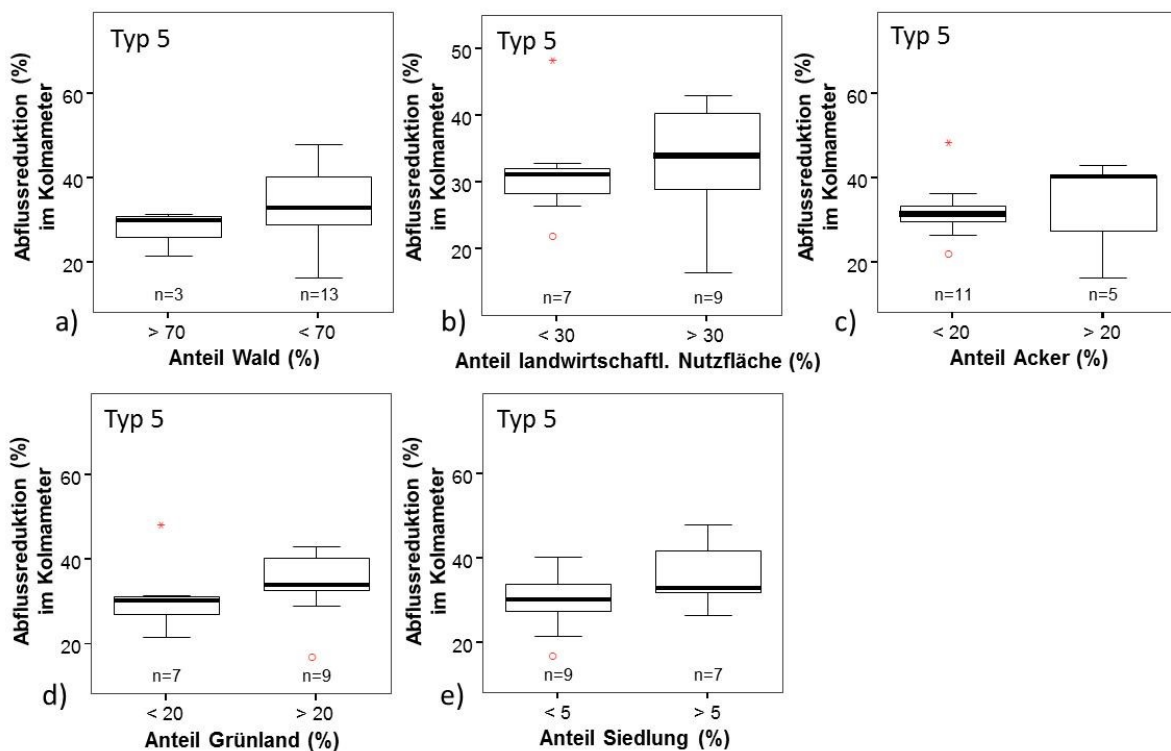 Typ 5
Abflussreduktion (%)
im Kolmameter
60
40
20
n=3
n=13
a)
> 70
< 70
Anteil Wald (%)
Typ 5
Abflussreduktion (%)
im Kolmameter
50
40
30
20
n=7
n=9
b)
< 30
> 30
Anteil landwirtschaftl. Nutzfläche (%)
Typ 5
Abflussreduktion (%)
im Kolmameter
60
40
20
n=11
n=5
c)
< 20
> 20
Anteil Acker (%)
Typ 5
Abflussreduktion (%)
im Kolmameter
60
40
20
n=7
n=9
d)
< 20
> 20
Anteil Grünland (%)
Typ 5
Abflussreduktion (%)
im Kolmameter
60
40
20
n=9
n=7
e)
< 5
> 5
Anteil Siedlung (%)